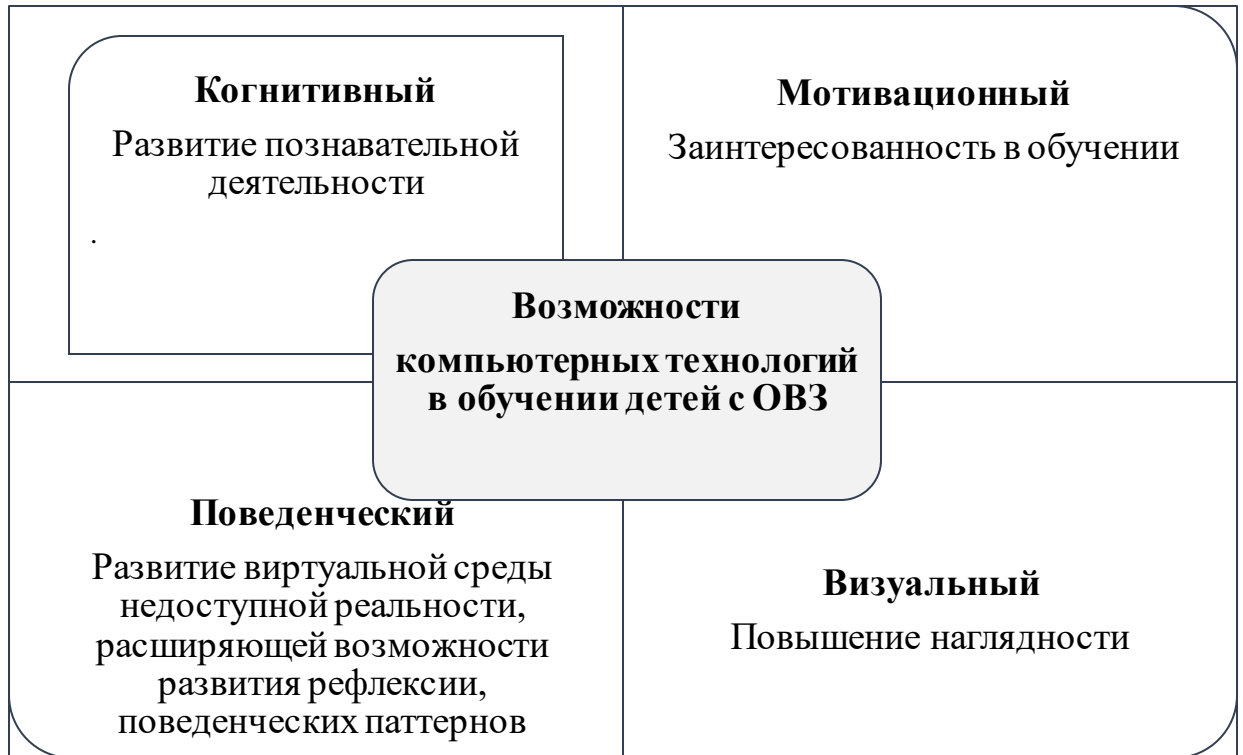 Когнитивный
Развитие познавательной
деятельности
.
Мотивационный
Заинтересованность в обучении
Возможности
компьютерных технологий
в обучении детей с ОВЗ
Поведенческий
Развитие виртуальной среды
недоступной реальности,
расширяющей возможности
развития рефлексии,
поведенческих паттернов
Визуальный
Повышение наглядности